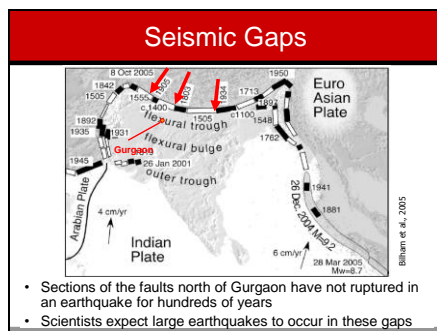 Seismic Gaps
8 Oct 2005
1950
1842
1905
1803
1934
1713
Euro
Asian
Plate
1505
1555
c.1400
1505
c1100
1897
1548
1892
1935
1931
flexural trough
1762
Gurgaon
flexural bulge
1945
26 Jan 2001
outer trough
Arabian Plate
4 cm/yr
Indian
Plate
6 cm/yr
26 Dec. 2004 M=9.2
1941
1881
28 Mar 2005
Mw=8.7
Bilham et al., 2005
• Sections of the faults north of Gurgaon have not ruptured in
an earthquake for hundreds of years
• Scientists expect large earthquakes to occur in these gaps